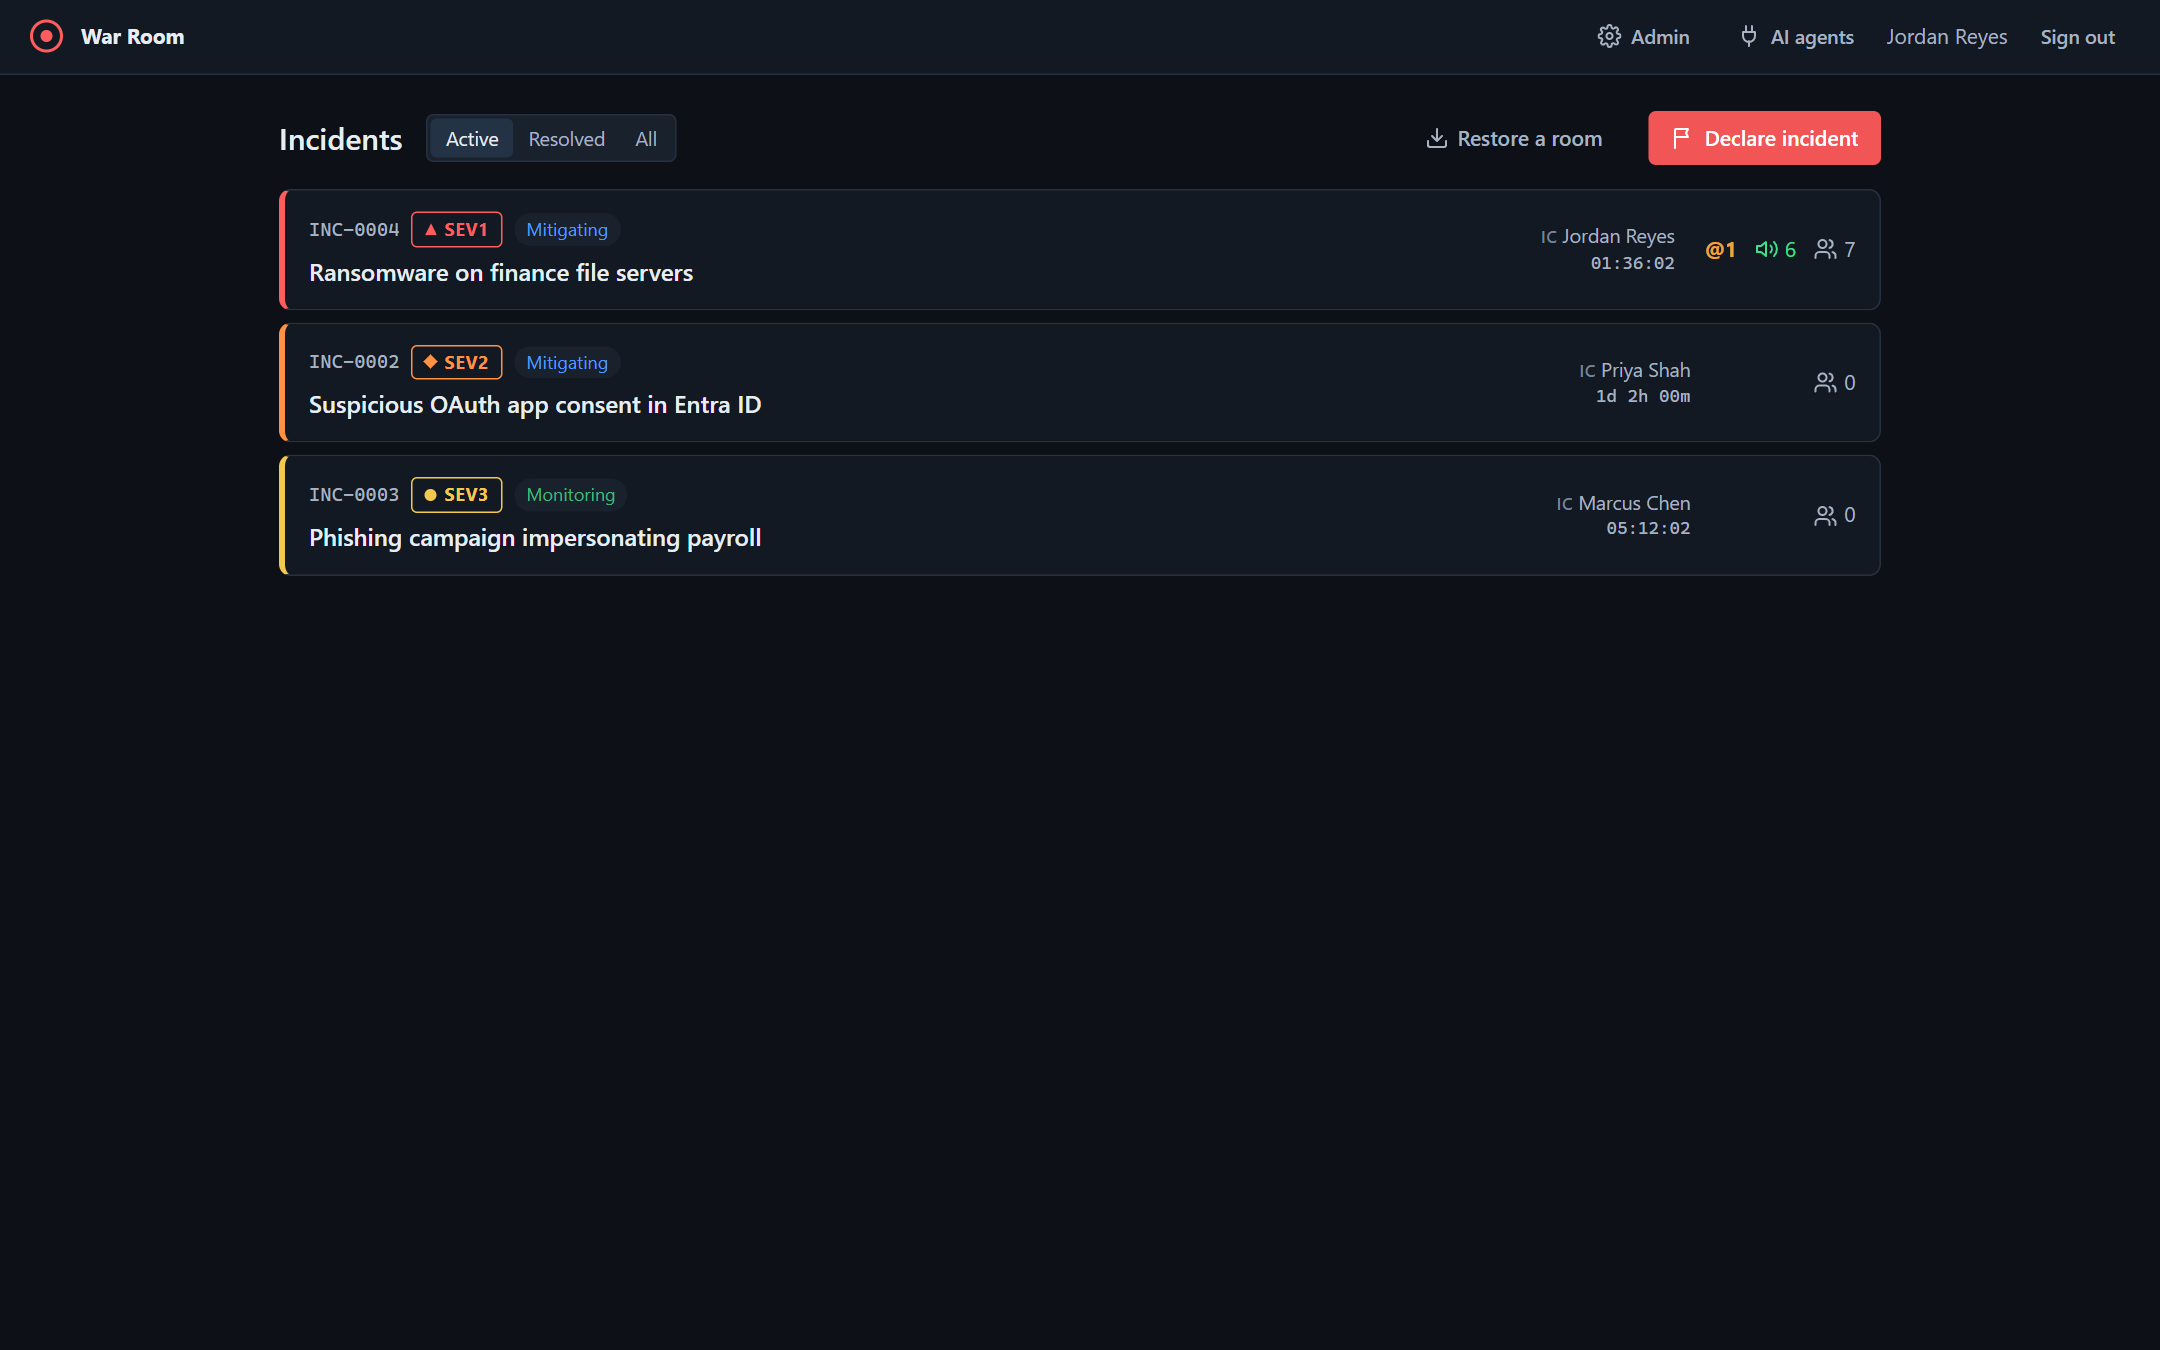 War Room
Admin
AI agents
Jordan Reyes
Sign out
Incidents
Active
Resolved
All
Restore a room
Declare incident
INC-0004
SEV1
Mitigating
Ransomware on finance file servers
IC Jordan Reyes
01:36:02
@1
6
7
INC-0002
SEV2
Mitigating
Suspicious OAuth app consent in Entra ID
IC Priya Shah
1d 2h 00m
0
INC-0003
SEV3
Monitoring
Phishing campaign impersonating payroll
IC Marcus Chen
05:12:02
0